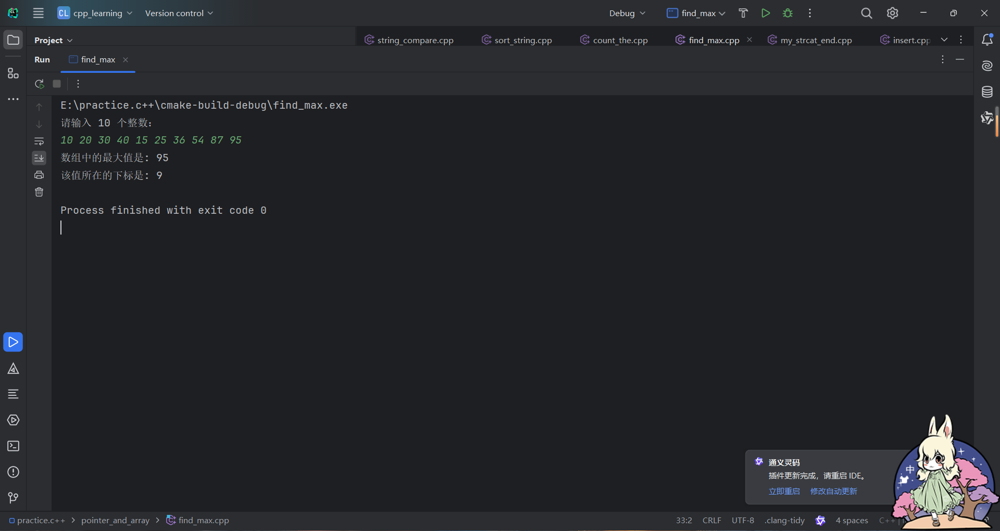 CL cpp_learning Version control Debug find_max
Project string_compare.cpp sort_string.cpp count_the.cpp find_max.cpp my_strcat_end.cpp insert.cpp
Run find_max
E:\practice.c++\cmake-build-debug\find_max.exe
请输入 10 个整数:
10 20 30 40 15 25 36 54 87 95
数组中的最大值是: 95
该值所在的下标是: 9
Process finished with exit code 0
通义灵码
插件更新完成，请重启 IDE。
立即重启 修改自动更新
中
practice.c++ pointer_and_array find_max.cpp 33:2 CRLF UTF-8 .clang-tidy 4 spaces C++